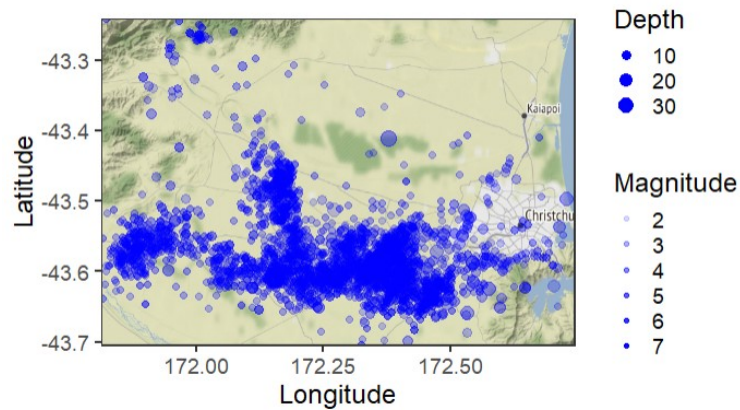 Depth
10
20
30
Magnitude
2
3
4
5
6
7
-43.3
-43.4
-43.5
-43.6
-43.7
Latitude
Kaiapoi
Christchu
172.00
172.25
172.50
Longitude